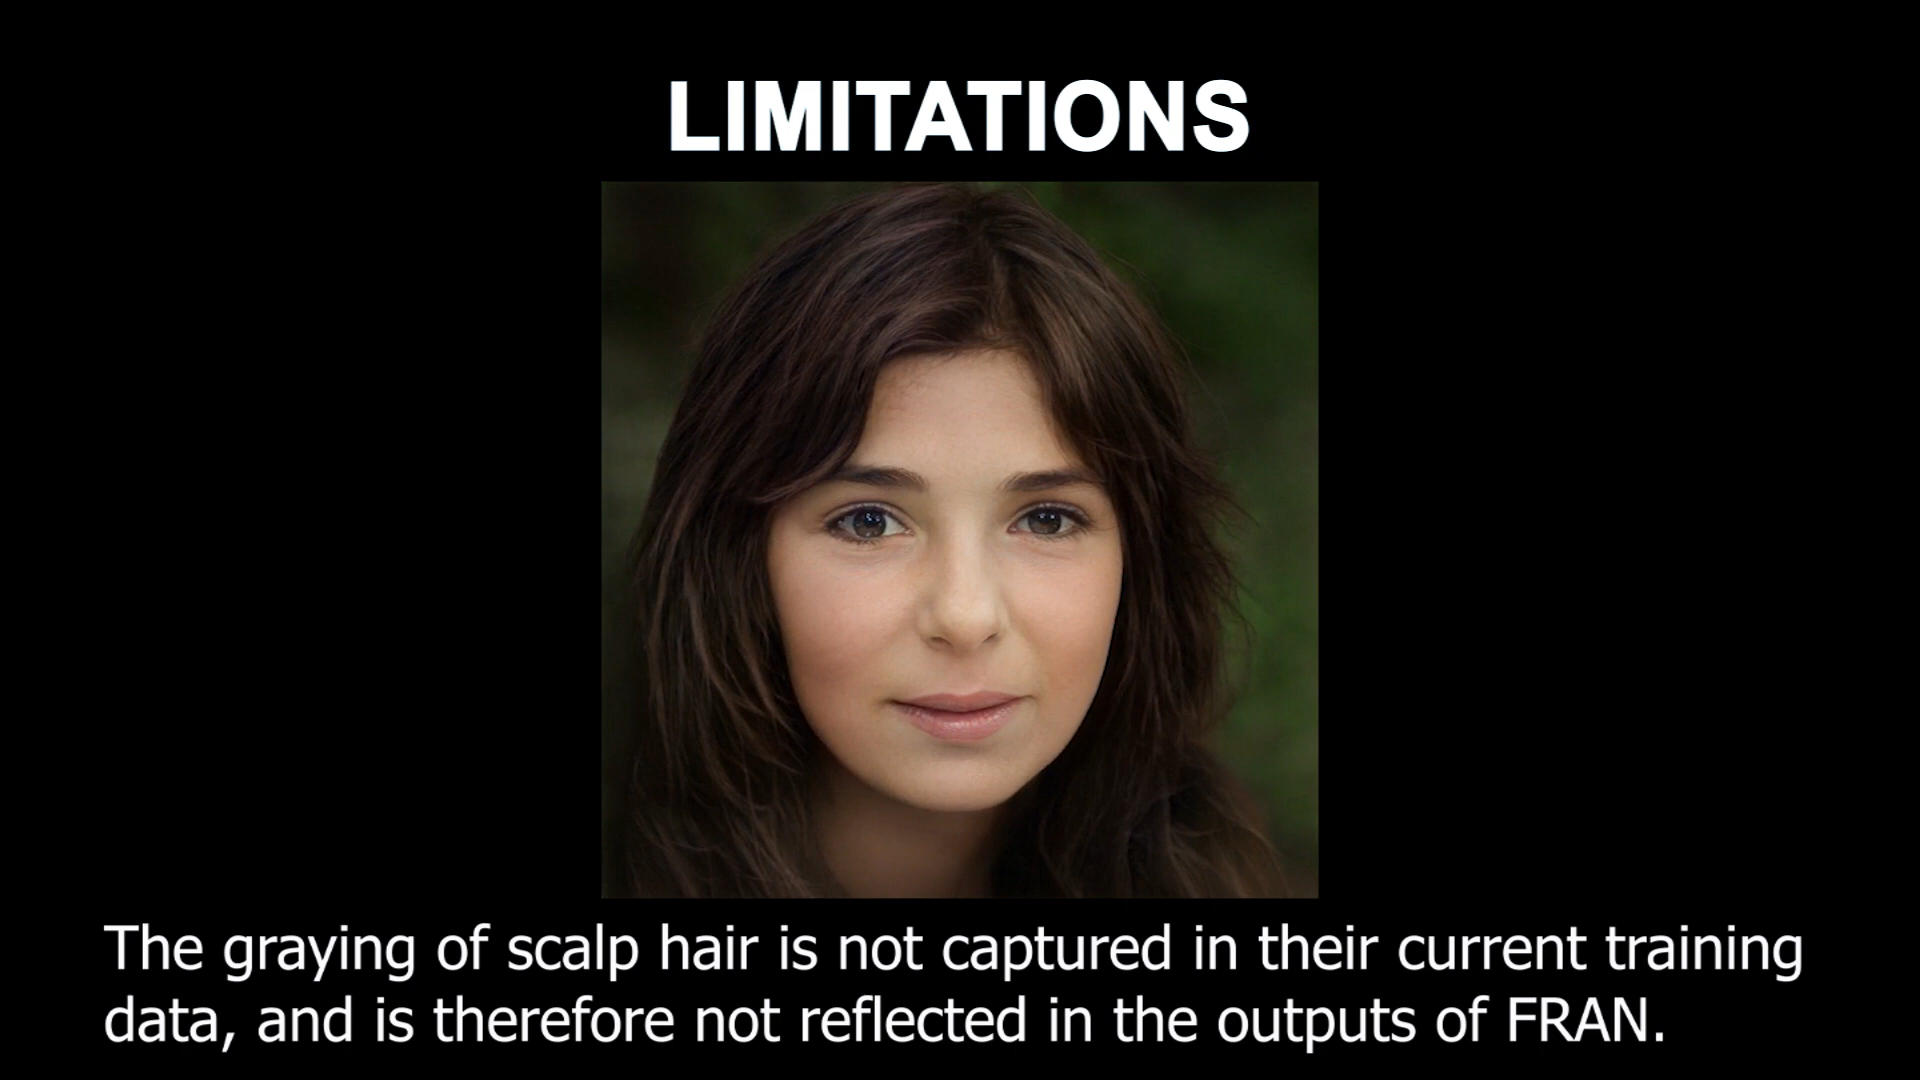 LIMITATIONS
The graying of scalp hair is not captured in their current training
data, and is therefore not reflected in the outputs of FRAN.